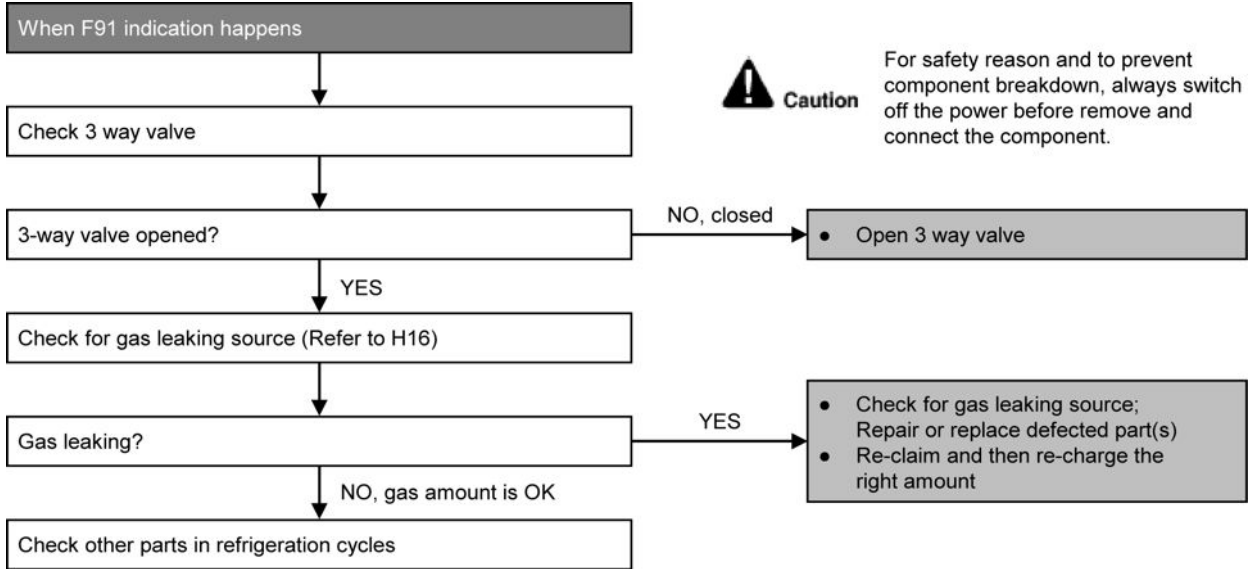 When F91 indication happens
Caution
For safety reason and to prevent
component breakdown, always switch
off the power before remove and
connect the component.
Check 3 way valve
3-way valve opened?
NO, closed
● Open 3 way valve
YES
Check for gas leaking source (Refer to H16)
Gas leaking?
YES
● Check for gas leaking source;
Repair or replace defected part(s)
● Re-claim and then re-charge the
right amount
NO, gas amount is OK
Check other parts in refrigeration cycles